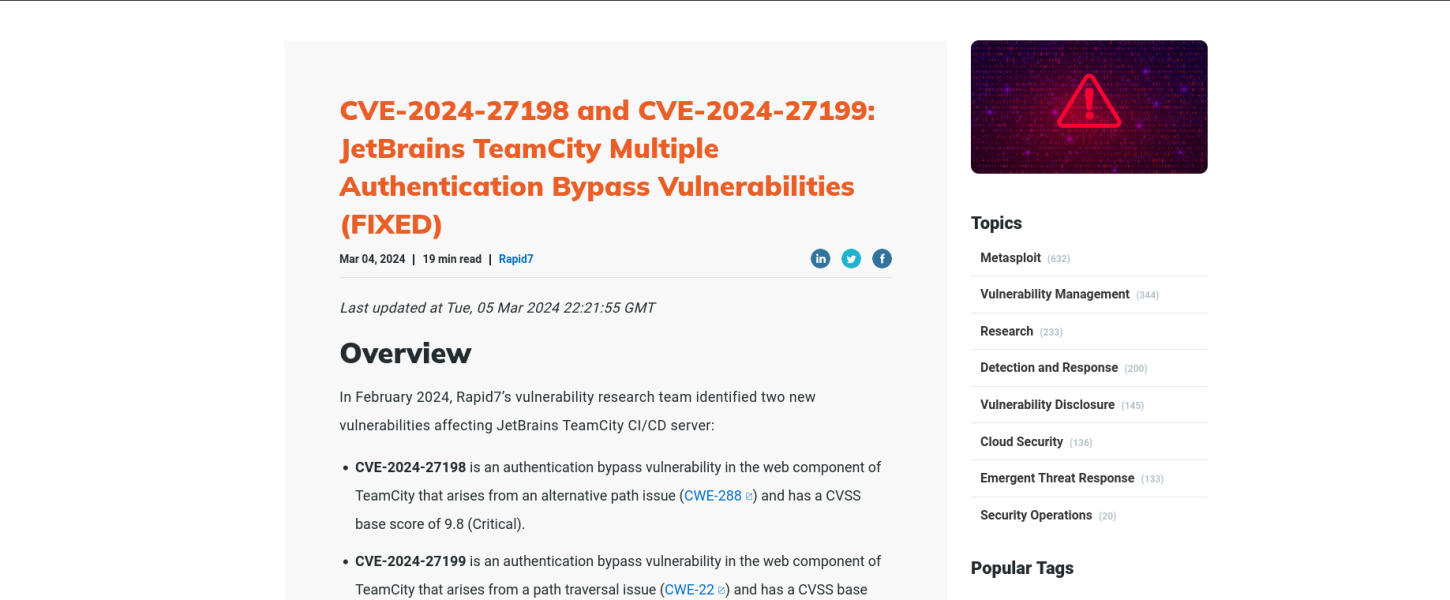 CVE-2024-27198 and CVE-2024-27199:
JetBrains TeamCity Multiple
Authentication Bypass Vulnerabilities
(FIXED)
Mar 04, 2024 | 19 min read | Rapid7
Last updated at Tue, 05 Mar 2024 22:21:55 GMT
Overview
In February 2024, Rapid7’s vulnerability research team identified two new
vulnerabilities affecting JetBrains TeamCity CI/CD server:
• CVE-2024-27198 is an authentication bypass vulnerability in the web component of
TeamCity that arises from an alternative path issue (CWE-288) and has a CVSS
base score of 9.8 (Critical).
• CVE-2024-27199 is an authentication bypass vulnerability in the web component of
TeamCity that arises from a path traversal issue (CWE-22) and has a CVSS base
Topics
Metasploit (632)
Vulnerability Management (344)
Research (233)
Detection and Response (200)
Vulnerability Disclosure (145)
Cloud Security (136)
Emergent Threat Response (133)
Security Operations (20)
Popular Tags